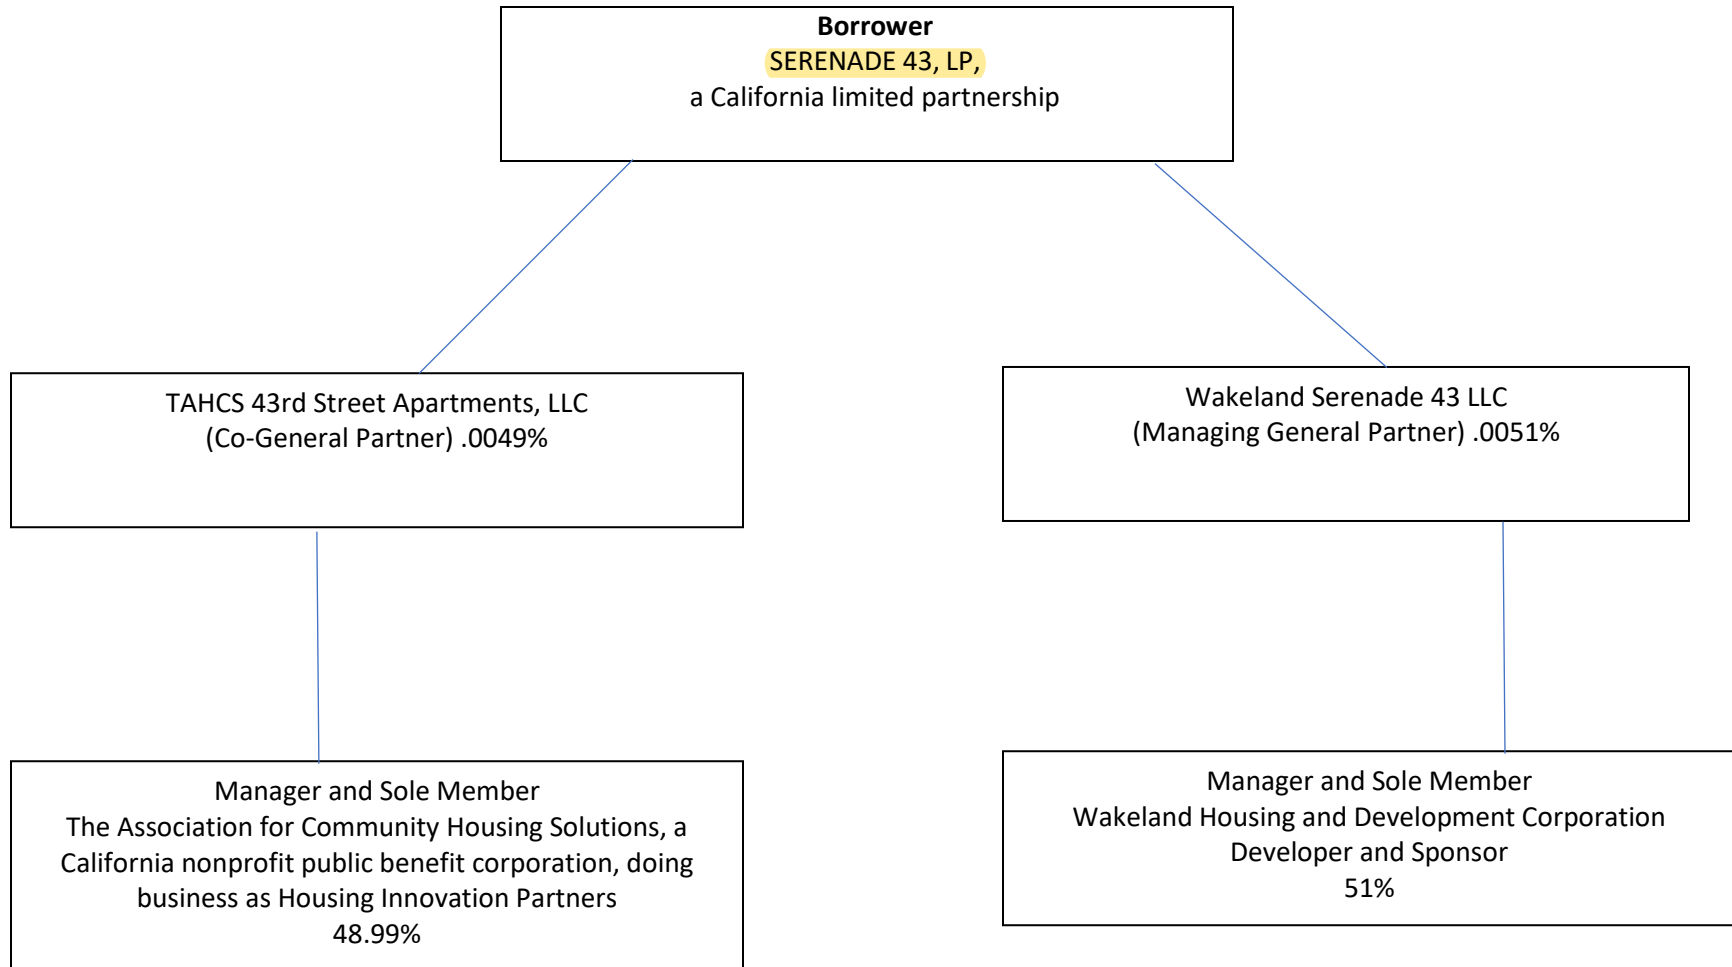 Borrower
SERENADE 43, LP,
a California limited partnership
TAHCS 43rd Street Apartments, LLC
(Co-General Partner) .0049%
Wakeland Serenade 43 LLC
(Managing General Partner) .0051%
Manager and Sole Member
The Association for Community Housing Solutions, a
California nonprofit public benefit corporation, doing
business as Housing Innovation Partners
48.99%
Manager and Sole Member
Wakeland Housing and Development Corporation
Developer and Sponsor
51%